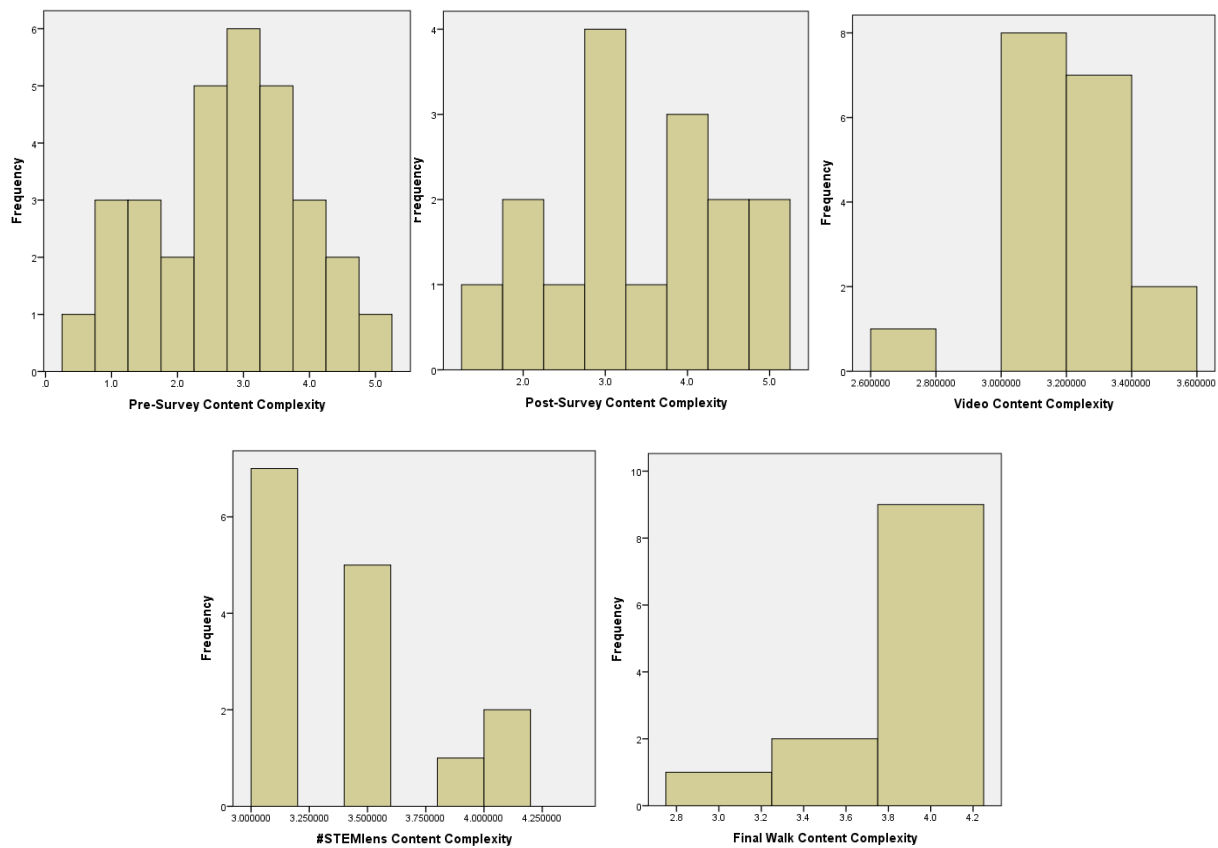 6
5
4
3
2
1
0
Frequency
.0 1.0 2.0 3.0 4.0 5.0
Pre-Survey Content Complexity
4
3
2
1
0
Frequency
2.0 3.0 4.0 5.0
Post-Survey Content Complexity
8
6
4
2
0
Frequency
2.600000 2.800000 3.000000 3.200000 3.400000 3.600000
Video Content Complexity
6
4
2
0
Frequency
3.000000 3.250000 3.500000 3.750000 4.000000 4.250000
#STEMlens Content Complexity
10
8
6
4
2
0
Frequency
2.8 3.0 3.2 3.4 3.6 3.8 4.0 4.2
Final Walk Content Complexity